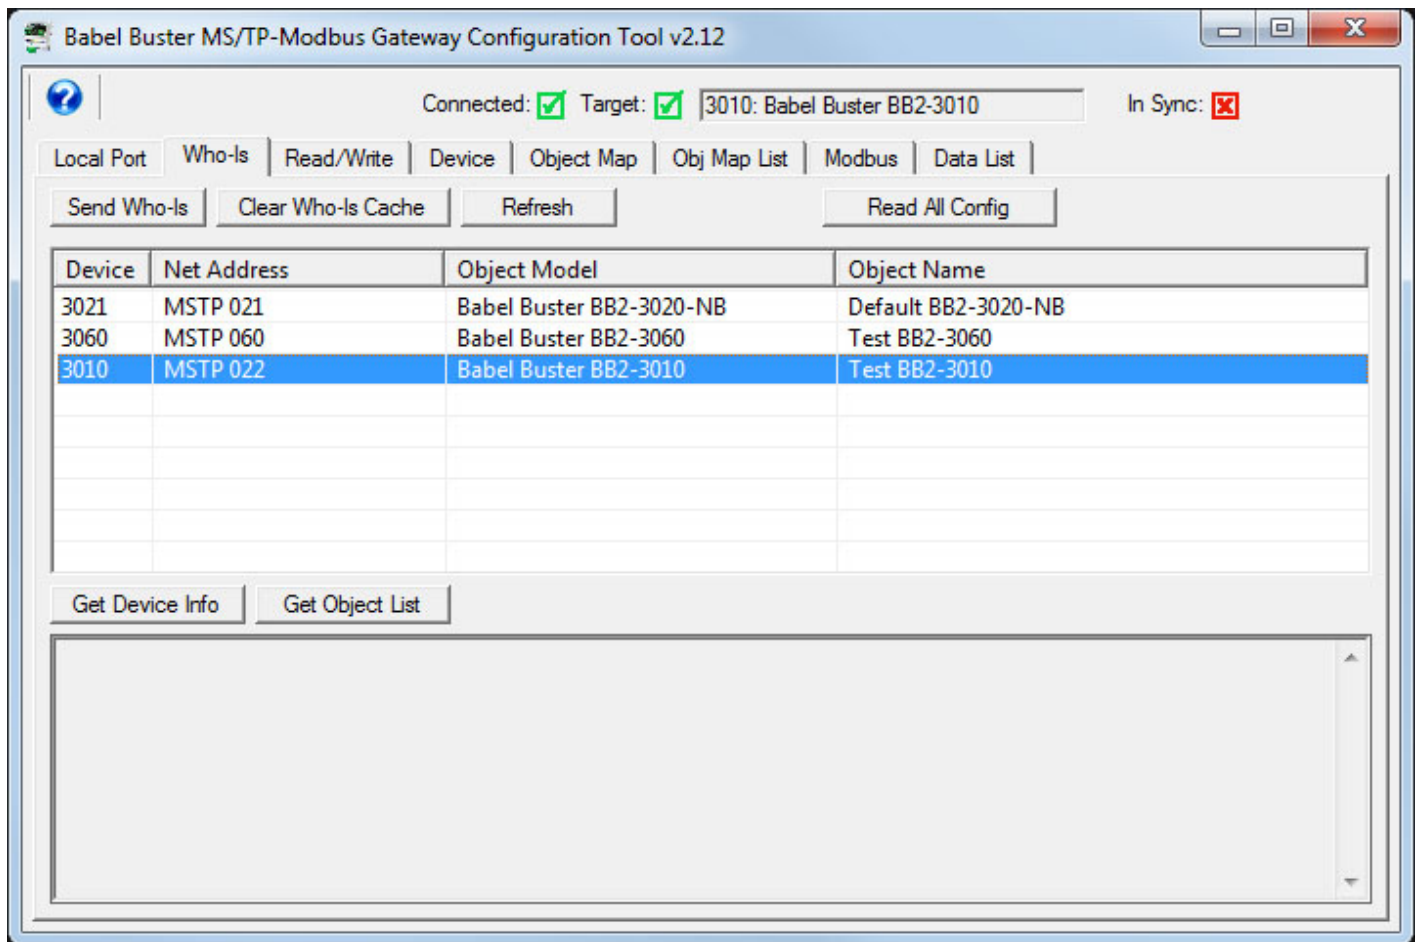 Babel Buster MS/TP-Modbus Gateway Configuration Tool v2.12
Connected: Target: 3010: Babel Buster BB2-3010 In Sync:
Local Port Who-Is Read/Write Device Object Map Obj Map List Modbus Data List
Send Who-Is Clear Who-Is Cache Refresh Read All Config
Device Net Address Object Model Object Name
3021 MSTP 021 Babel Buster BB2-3020-NB Default BB2-3020-NB
3060 MSTP 060 Babel Buster BB2-3060 Test BB2-3060
3010 MSTP 022 Babel Buster BB2-3010 Test BB2-3010
Get Device Info Get Object List